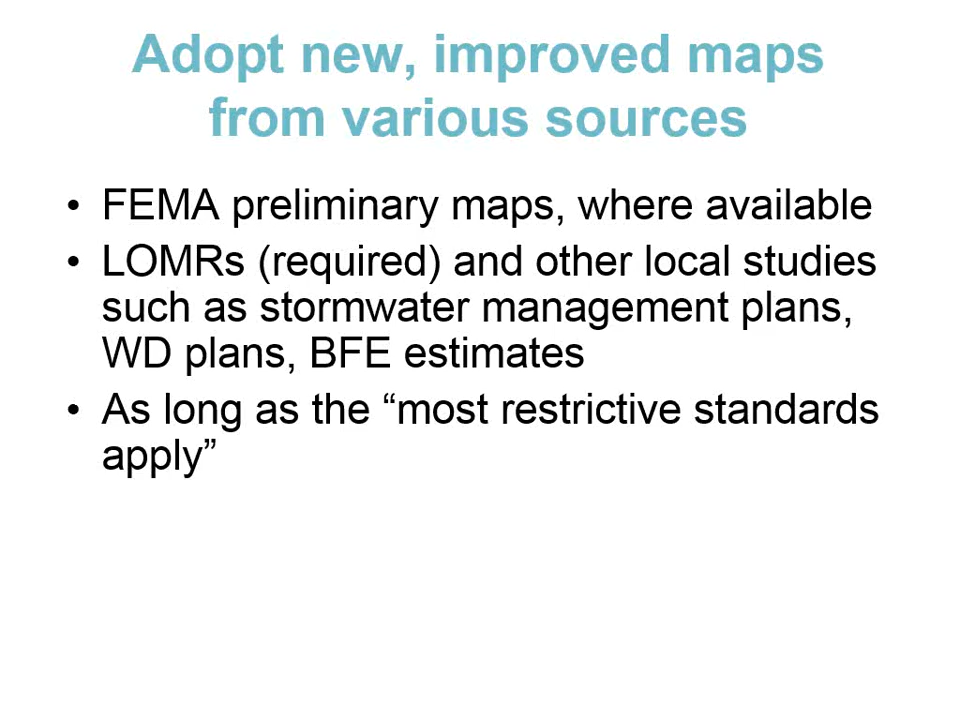 Adopt new, improved maps
from various sources
• FEMA preliminary maps, where available
• LOMRs (required) and other local studies
such as stormwater management plans,
WD plans, BFE estimates
• As long as the “most restrictive standards
apply”